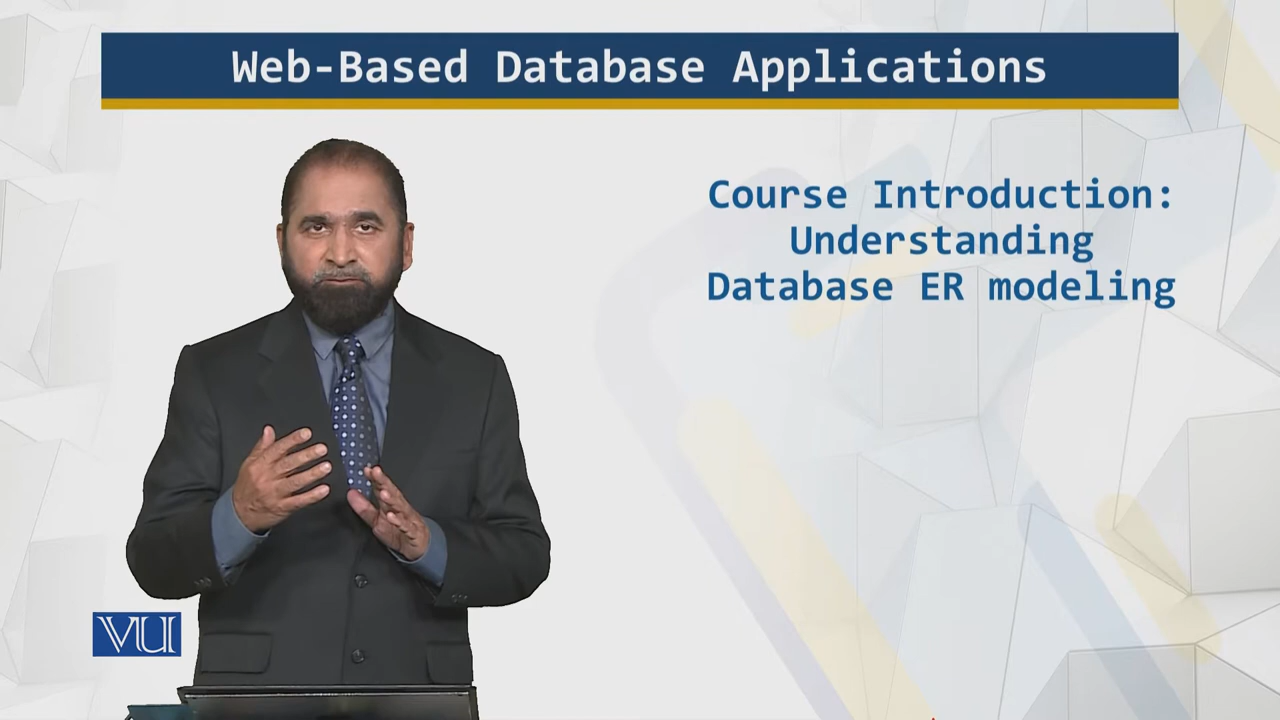 Web-Based Database Applications
Course Introduction:
Understanding
Database ER modeling
VU